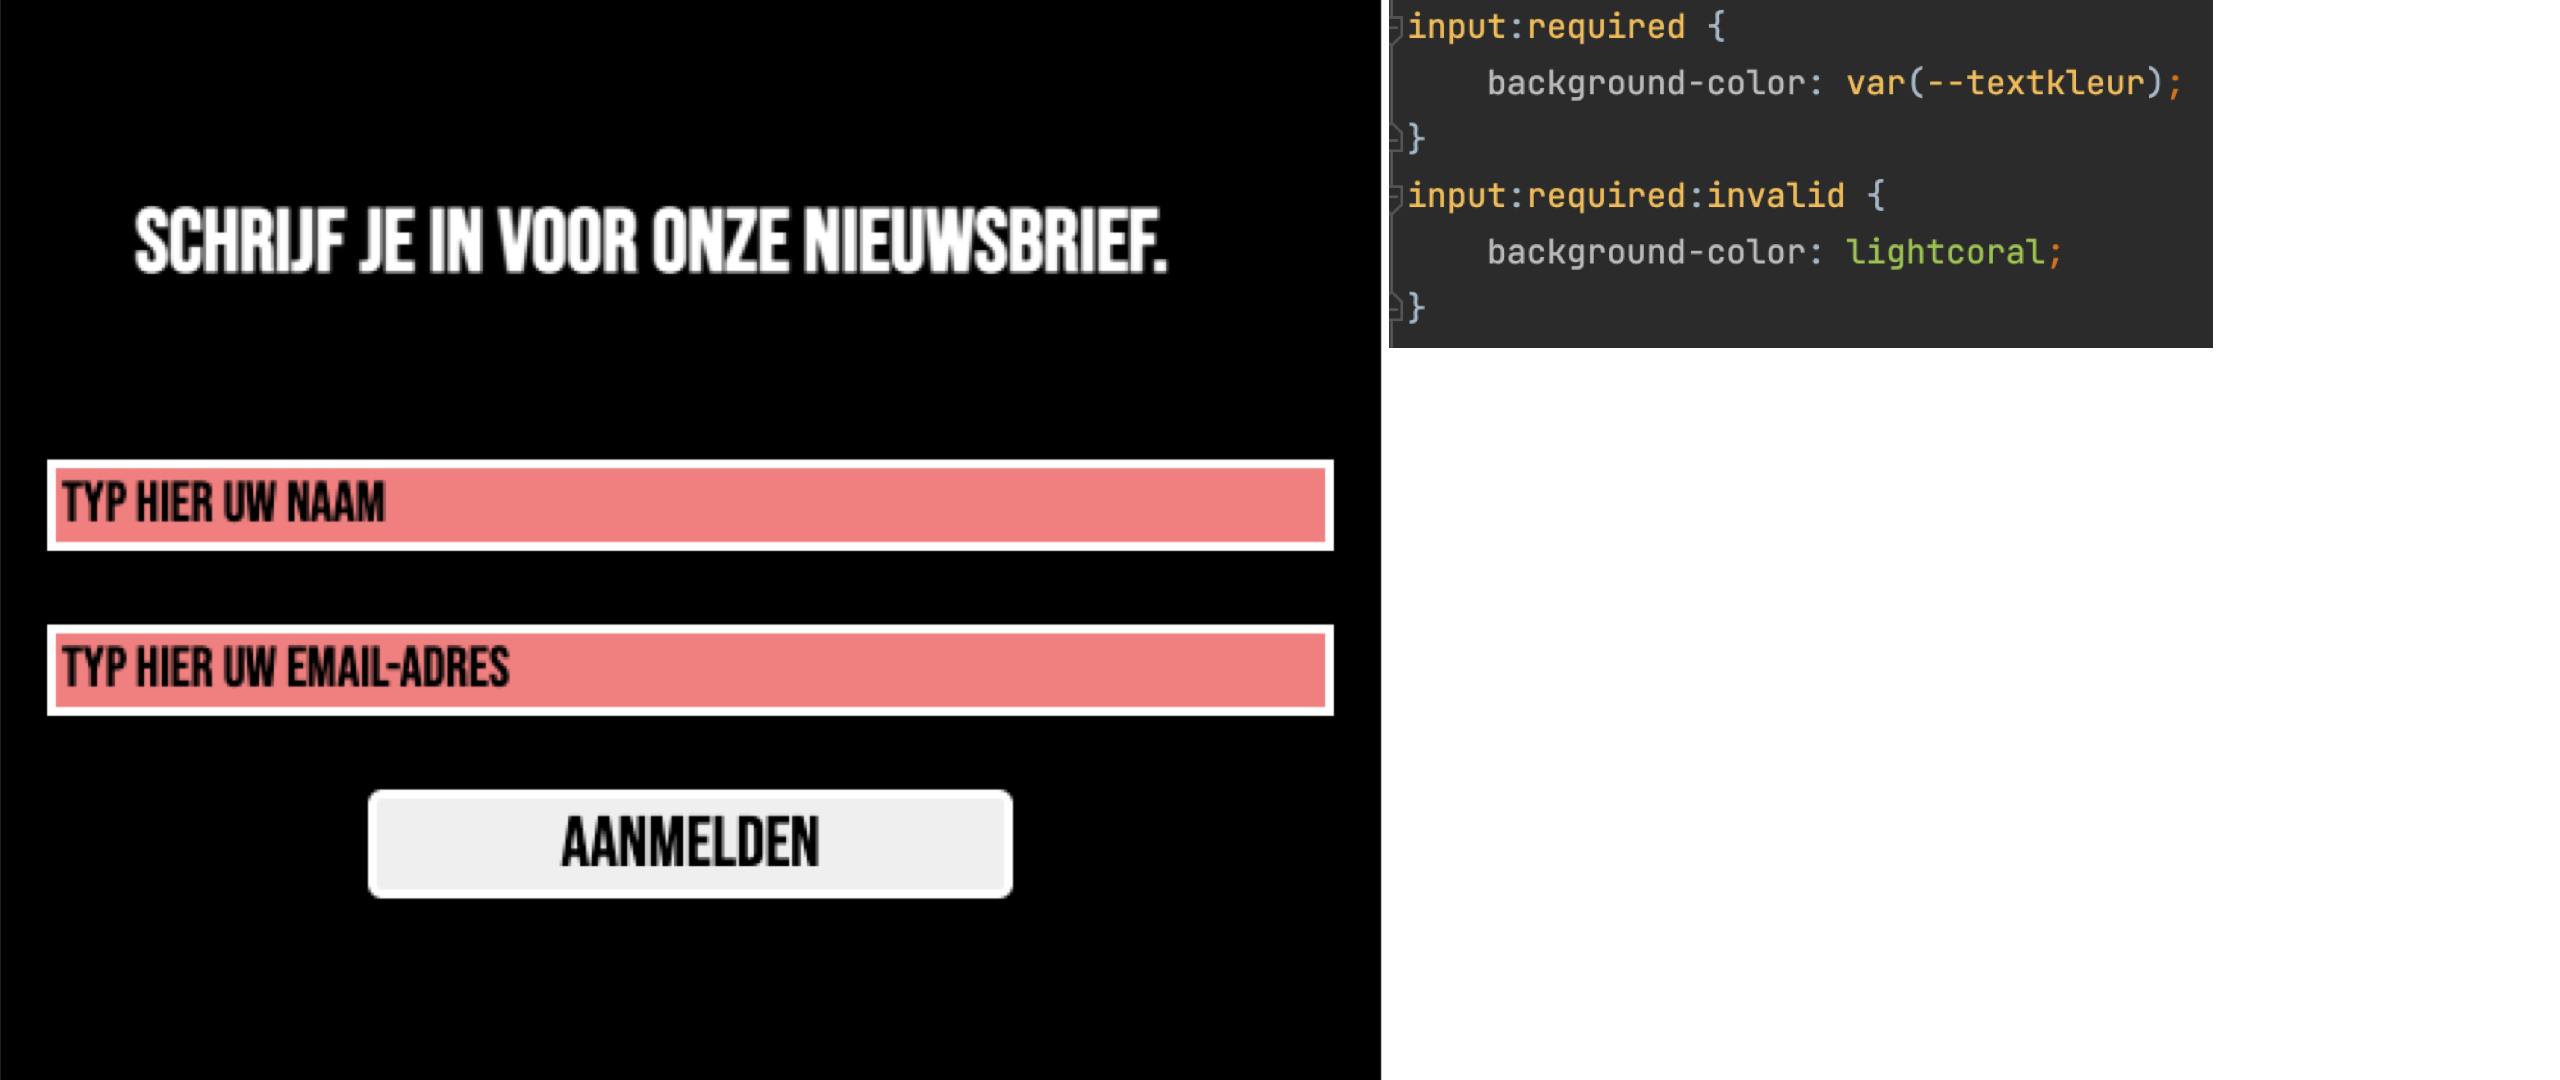 SCHRIJF JE IN VOOR ONZE NIEUWSBRIEF.
TYP HIER UW NAAM
TYP HIER UW EMAIL-ADRES
AANMELDEN
input:required {
    background-color: var(--textkleur);
}
input:required:invalid {
    background-color: lightcoral;
}